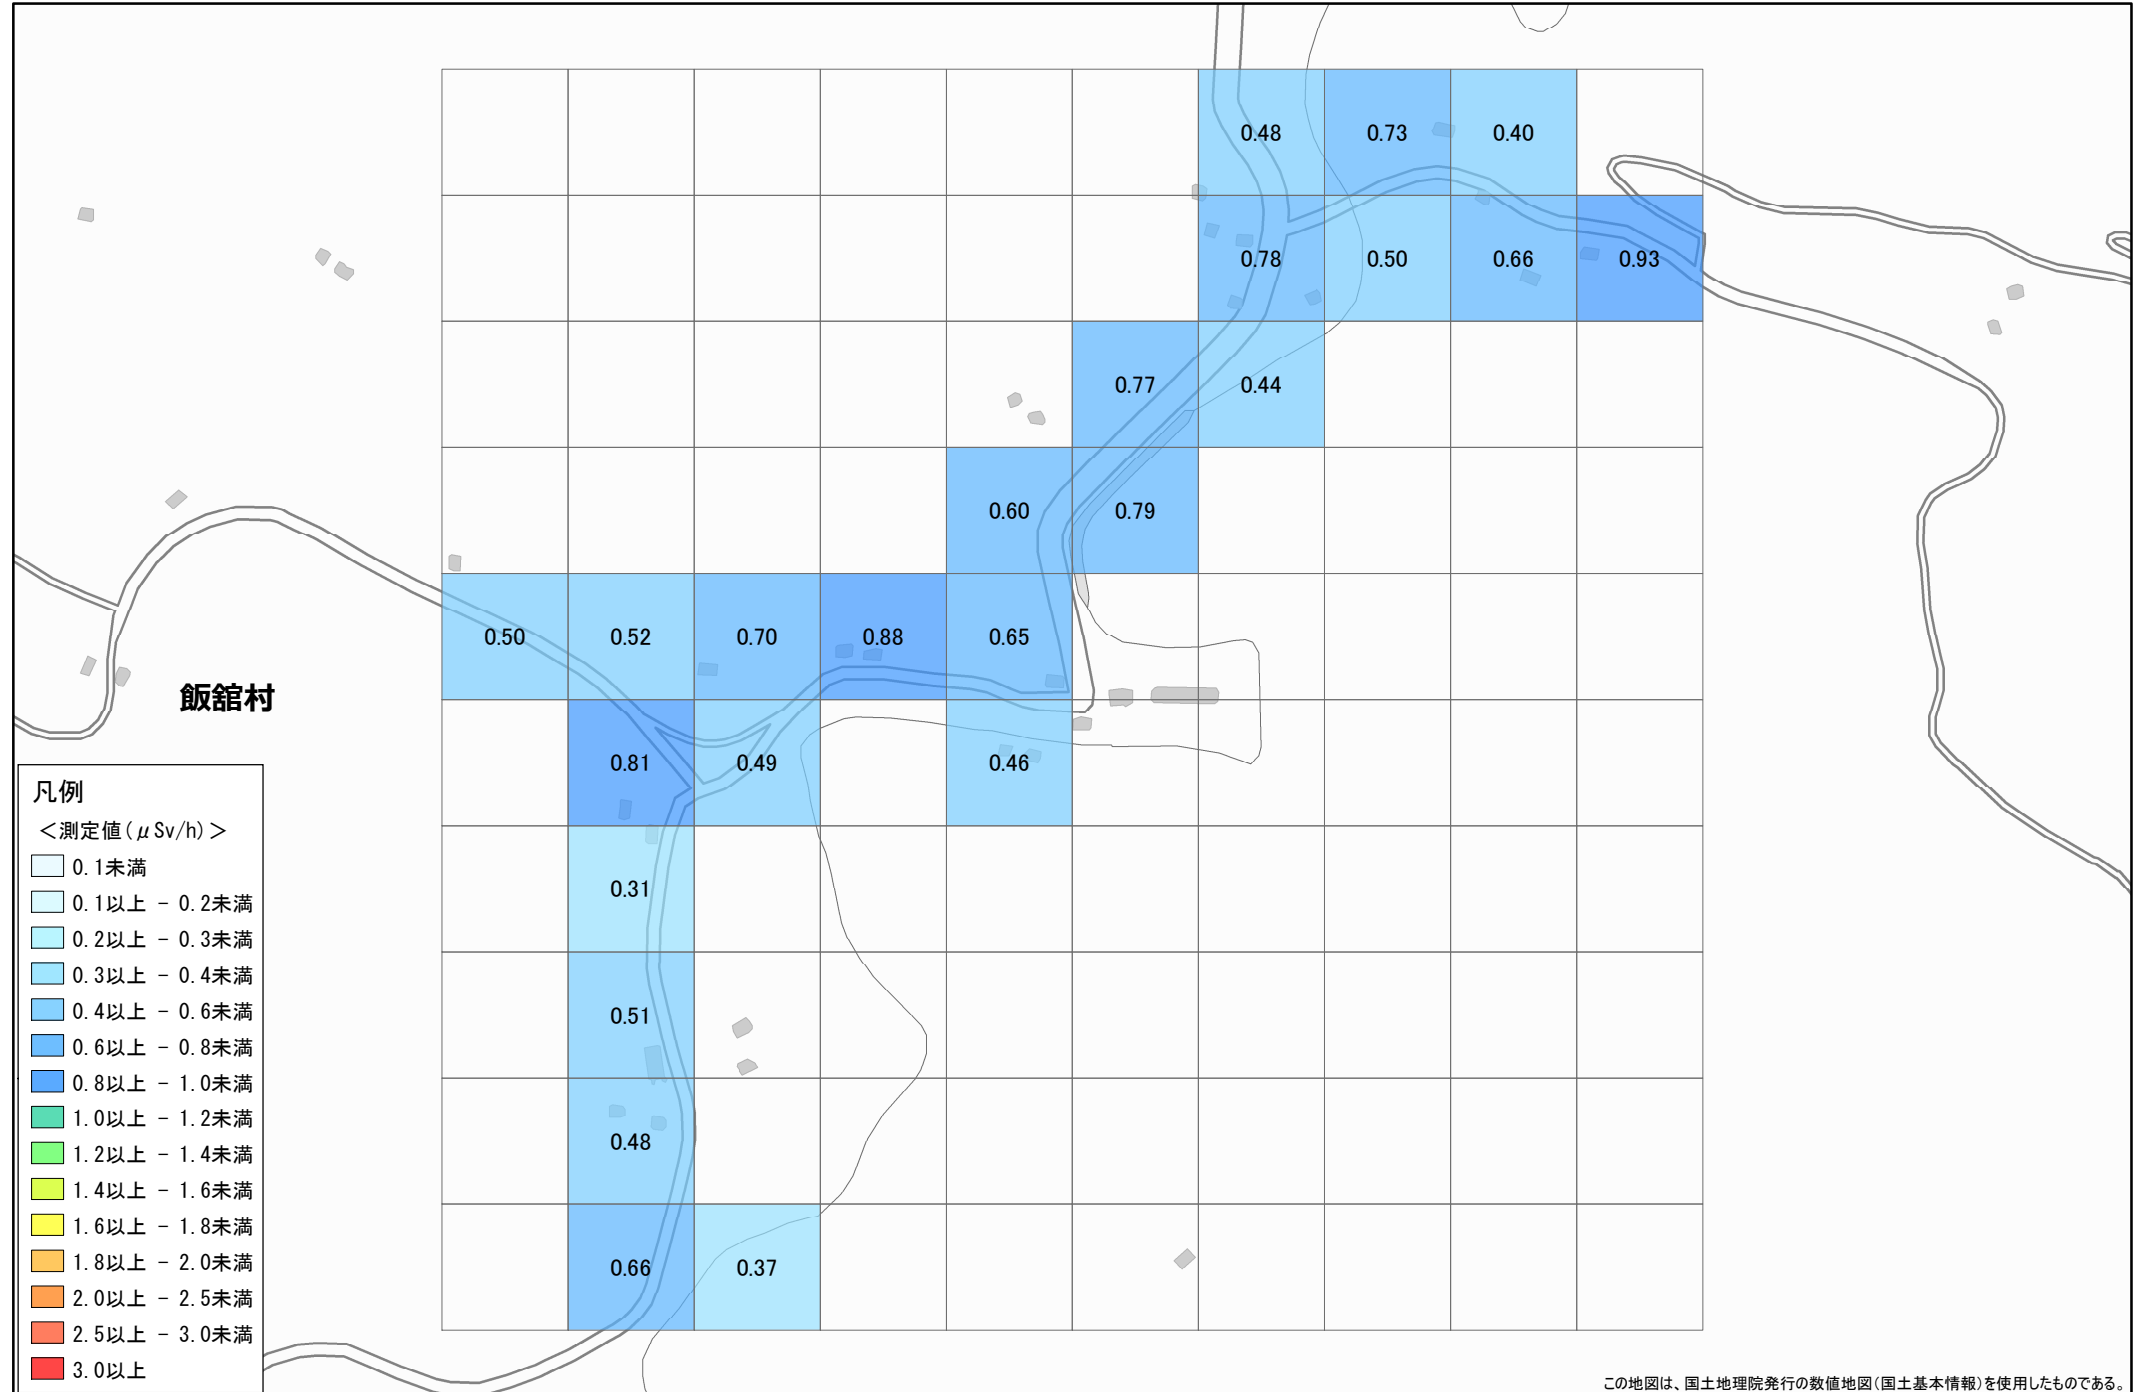 0.48 0.73 0.40
0.78 0.50 0.66 0.93
0.77 0.44
0.60 0.79
0.50 0.52 0.70 0.88 0.65
飯舘村
0.81 0.49 0.46
0.31
0.51
0.48
0.66 0.37
凡例
＜測定値(μSv/h)＞
0.1未満
0.1以上 - 0.2未満
0.2以上 - 0.3未満
0.3以上 - 0.4未満
0.4以上 - 0.6未満
0.6以上 - 0.8未満
0.8以上 - 1.0未満
1.0以上 - 1.2未満
1.2以上 - 1.4未満
1.4以上 - 1.6未満
1.6以上 - 1.8未満
1.8以上 - 2.0未満
2.0以上 - 2.5未満
2.5以上 - 3.0未満
3.0以上
この地図は、国土地理院発行の数値地図(国土基本情報)を使用したものである。